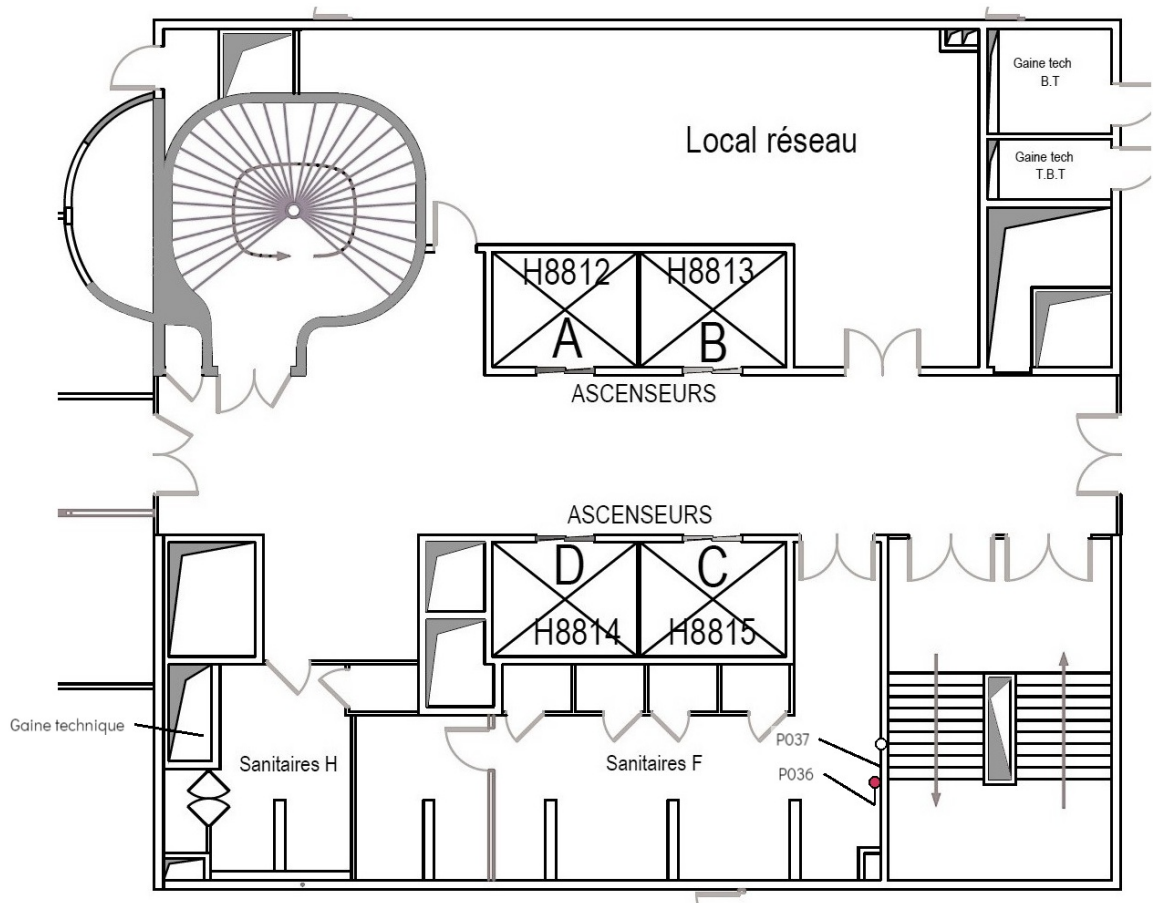 Gaine tech
B.T
Local réseau
Gaine tech
T.B.T
H8812
H8813
A
B
ASCENSEURS
ASCENSEURS
D
C
H8814
H8815
Gaine technique
Sanitaires H
Sanitaires F
P037
P036